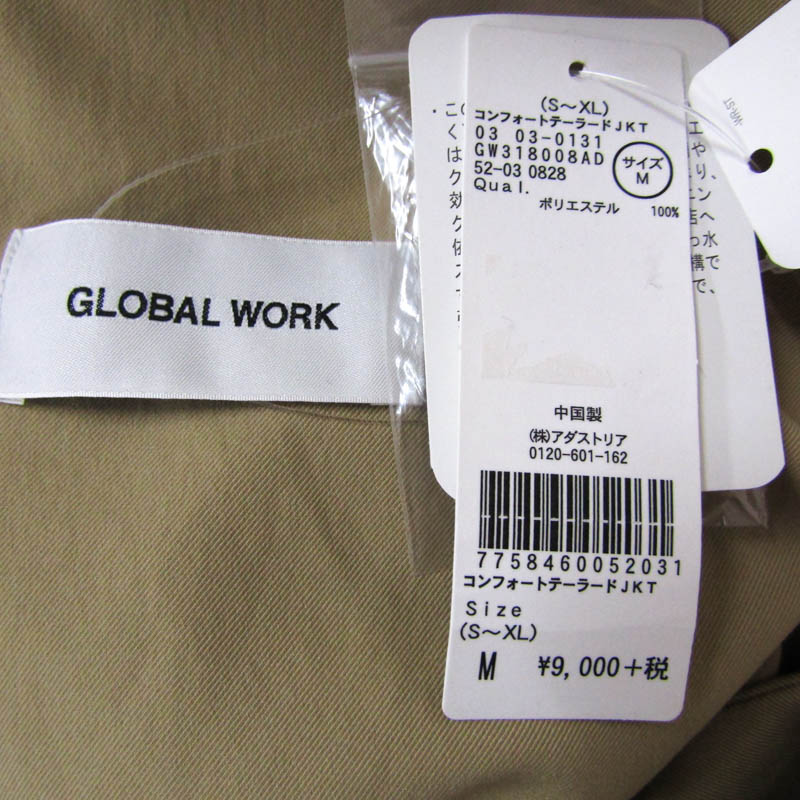 GLOBAL WORK
(S～XL)
コンフォートテーラードJKT
03 03-0131
GW318008AD
52-03 0828
サイズ
M
Qual.
ポリエステル 100%
中国製
(株)アダストリア
0120-601-162
7758460052031
コンフォートテーラードJKT
Size
(S～XL)
M ¥9,000+税